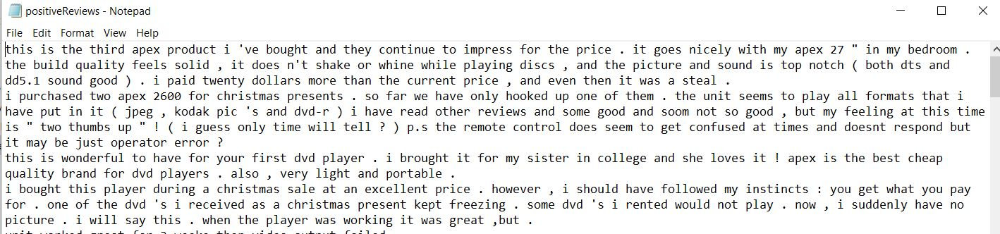 positiveReviews - Notepad
File Edit Format View Help
this is the third apex product i 've bought and they continue to impress for the price . it goes nicely with my apex 27 " in my bedroom .
the build quality feels solid , it does n't shake or whine while playing discs , and the picture and sound is top notch ( both dts and
dd5.1 sound good ) . i paid twenty dollars more than the current price , and even then it was a steal .
i purchased two apex 2600 for christmas presents . so far we have only hooked up one of them . the unit seems to play all formats that i
have put in it ( jpeg , kodak pic 's and dvd-r ) i have read other reviews and some good and soom not so good , but my feeling at this time
is " two thumbs up " ! ( i guess only time will tell ? ) p.s the remote control does seem to get confused at times and doesnt respond but
it may be just operator error ?
this is wonderful to have for your first dvd player . i brought it for my sister in college and she loves it ! apex is the best cheap
quality brand for dvd players . also , very light and portable .
i bought this player during a christmas sale at an excellent price . however , i should have followed my instincts : you get what you pay
for . one of the dvd 's i received as a christmas present kept freezing . some dvd 's i rented would not play . now , i suddenly have no
picture . i will say this . when the player was working it was great ,but .